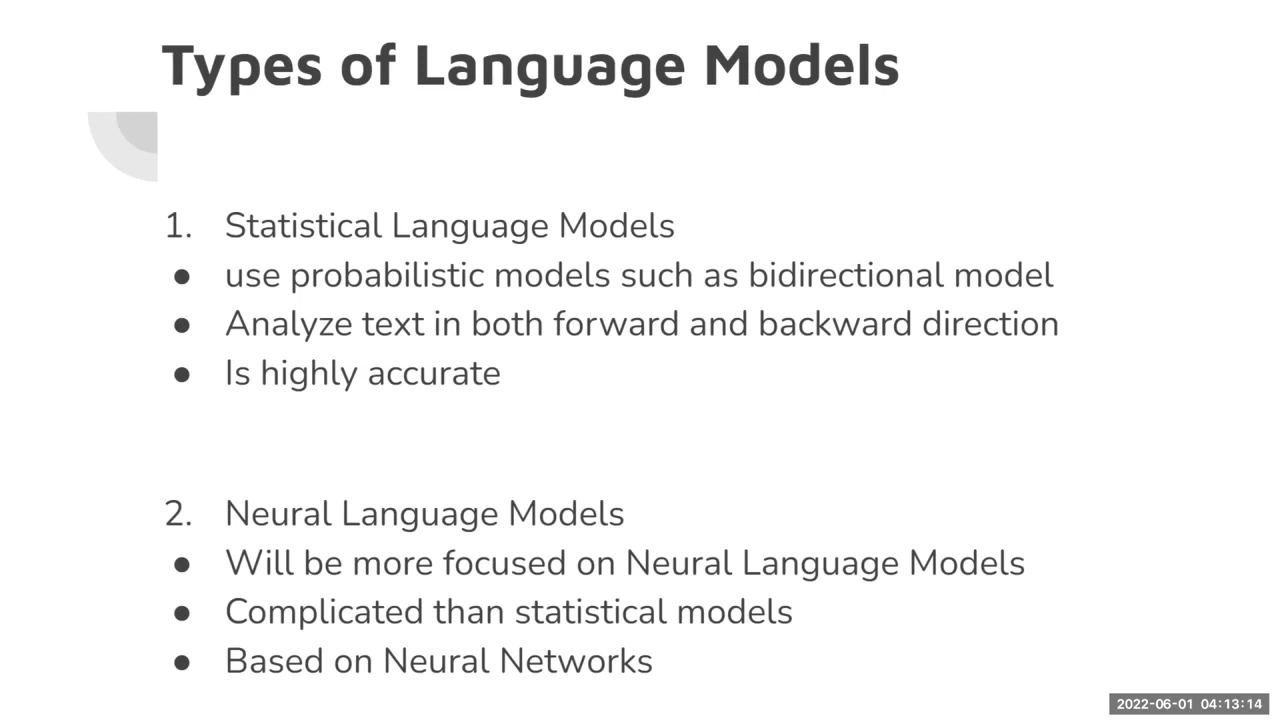 Types of Language Models
1. Statistical Language Models
● use probabilistic models such as bidirectional model
● Analyze text in both forward and backward direction
● Is highly accurate
2. Neural Language Models
● Will be more focused on Neural Language Models
● Complicated than statistical models
● Based on Neural Networks
2022-06-01 04:13:14